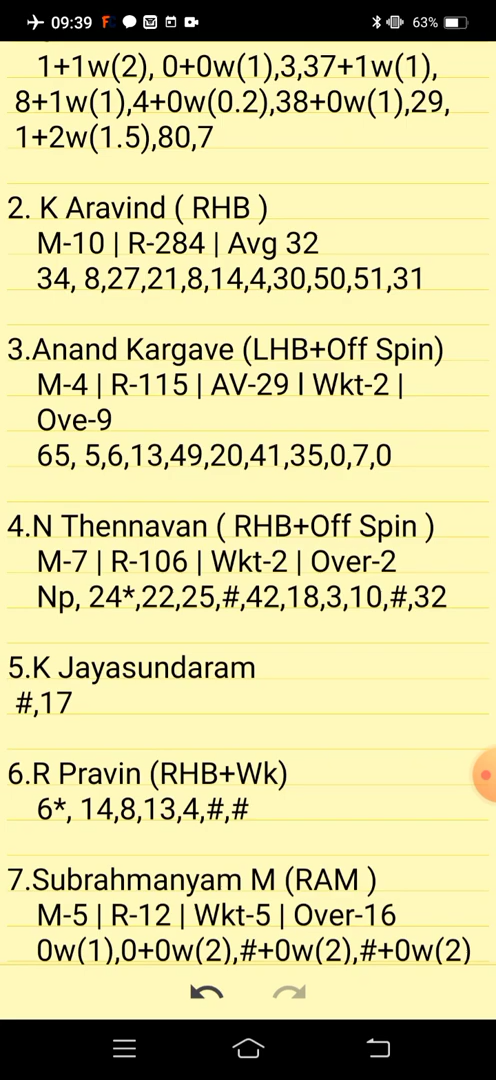 09:39 63%
1+1w(2), 0+0w(1),3,37+1w(1),
8+1w(1),4+0w(0.2),38+0w(1),29,
1+2w(1.5),80,7
2. K Aravind ( RHB )
M-10 | R-284 | Avg 32
34, 8,27,21,8,14,4,30,50,51,31
3.Anand Kargave (LHB+Off Spin)
M-4 | R-115 | AV-29 l Wkt-2 |
Ove-9
65, 5,6,13,49,20,41,35,0,7,0
4.N Thennavan ( RHB+Off Spin )
M-7 | R-106 | Wkt-2 | Over-2
Np, 24*,22,25,#,42,18,3,10,#,32
5.K Jayasundaram
#,17
6.R Pravin (RHB+Wk)
6*, 14,8,13,4,#,#
7.Subrahmanyam M (RAM )
M-5 | R-12 | Wkt-5 | Over-16
0w(1),0+0w(2),#+0w(2),#+0w(2)